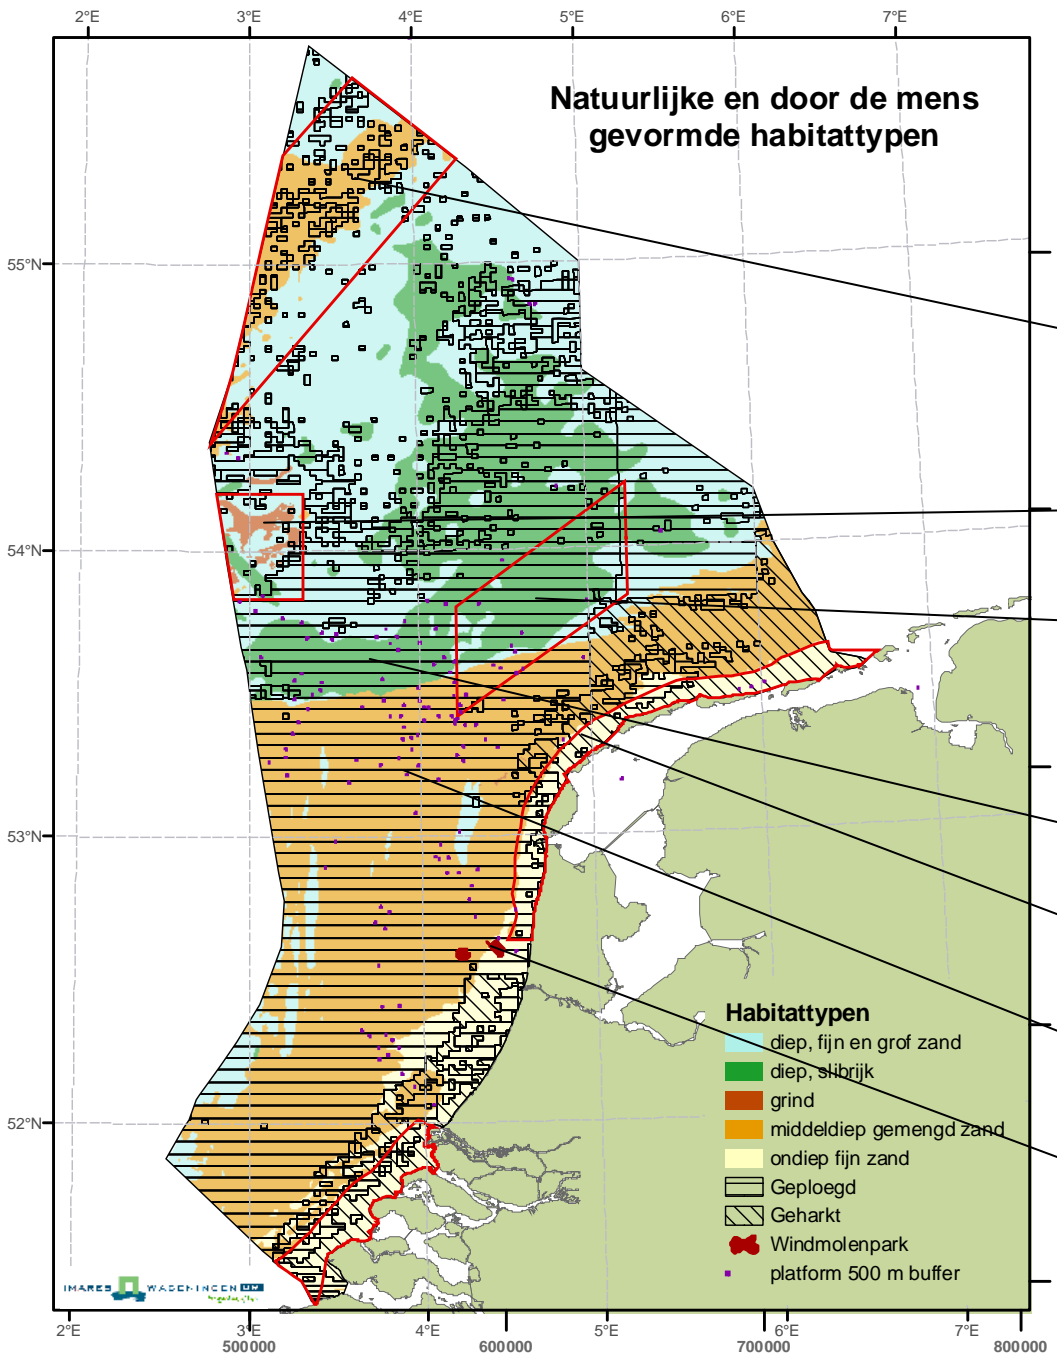 2°E 3°E 4°E 5°E 6°E 7°E
Natuurlijke en door de mens
gevormde habitattypen
55°N
54°N
53°N
52°N
Habitattypen
diep, fijn en grof zand
diep, slibrijk
grind
middeldiep gemengd zand
ondiep fijn zand
Geploegd
Geharkt
Windmolenpark
platform 500 m buffer
IMARES WAGENINGEN UR
2°E 3°E 4°E 5°E 6°E 7°E
500000 600000 700000 800000